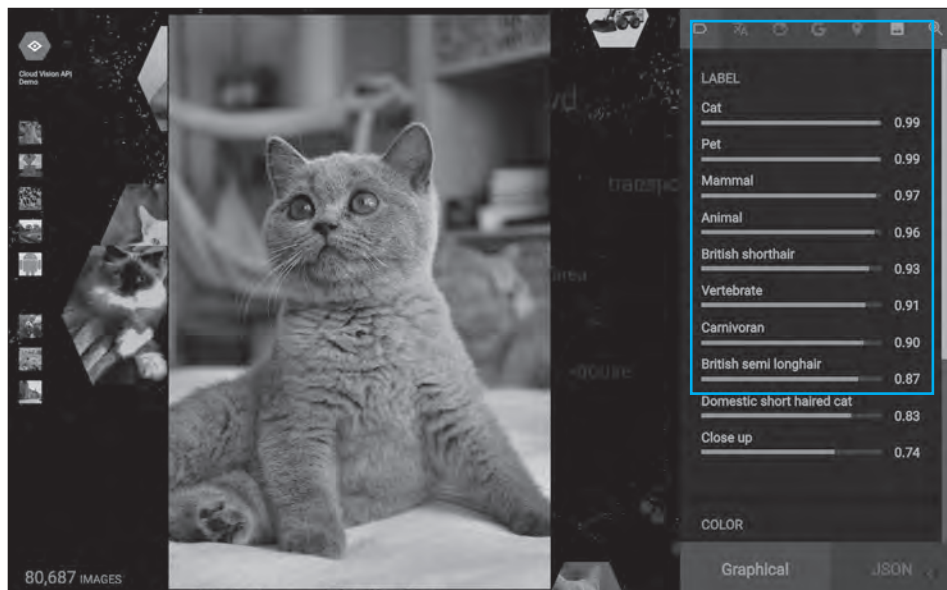 Cloud Vision API
Demo
LABEL
Cat
0.99
Pet
0.99
Mammal
0.97
Animal
0.96
British shorthair
0.93
Vertebrate
0.91
Carnivoran
0.90
British semi longhair
0.87
Domestic short haired cat
0.83
Close up
0.74
COLOR
Graphical
JSON
80,687 IMAGES